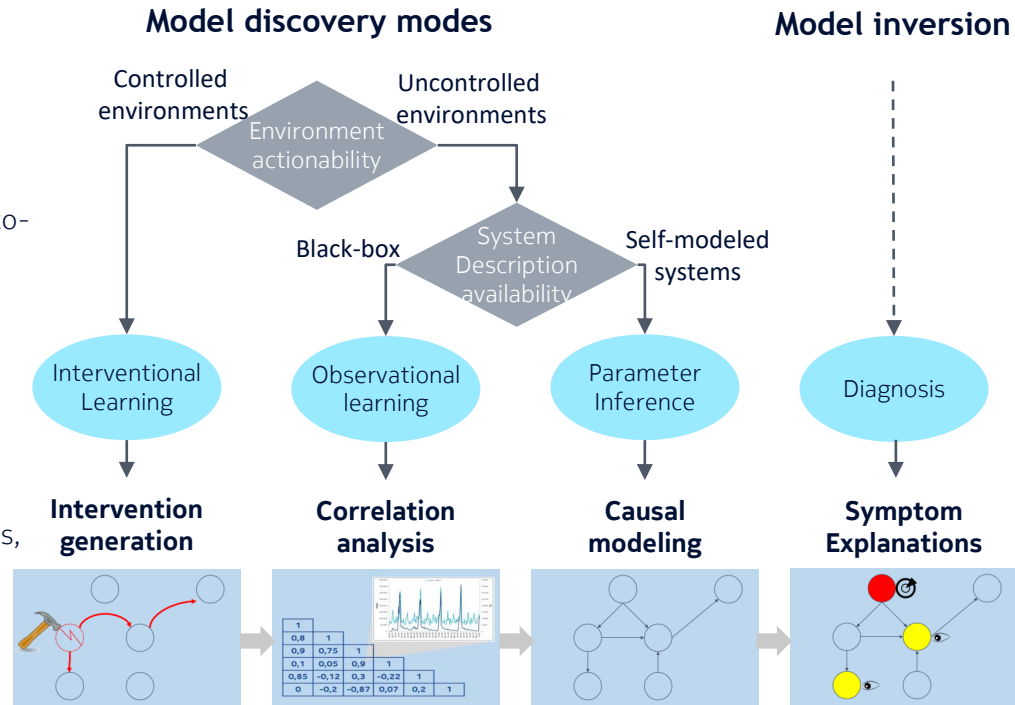 Model discovery modes
Model inversion
Controlled
environments
Uncontrolled
environments
Environment
actionability
to-
Black-box
System
Description
availability
Self-modeled
systems
Interventional
Learning
Observational
learning
Parameter
Inference
Diagnosis
s,
Intervention
generation
Correlation
analysis
Causal
modeling
Symptom
Explanations
1
0,8 1
0,9 0,75 1
0,1 0,05 0,9 1
0,85 -0,12 0,3 -0,22 1
0 -0,2 -0,87 0,07 0,2 1